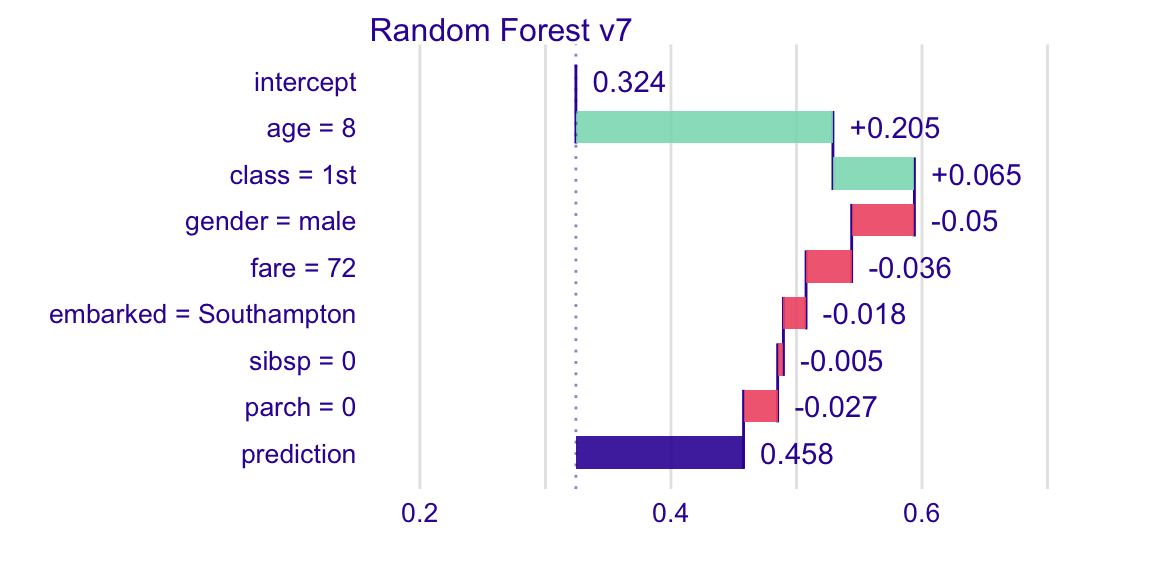 Random Forest v7
intercept 0.324
age = 8 +0.205
class = 1st +0.065
gender = male -0.05
fare = 72 -0.036
embarked = Southampton -0.018
sibsp = 0 -0.005
parch = 0 -0.027
prediction 0.458
0.2 0.4 0.6